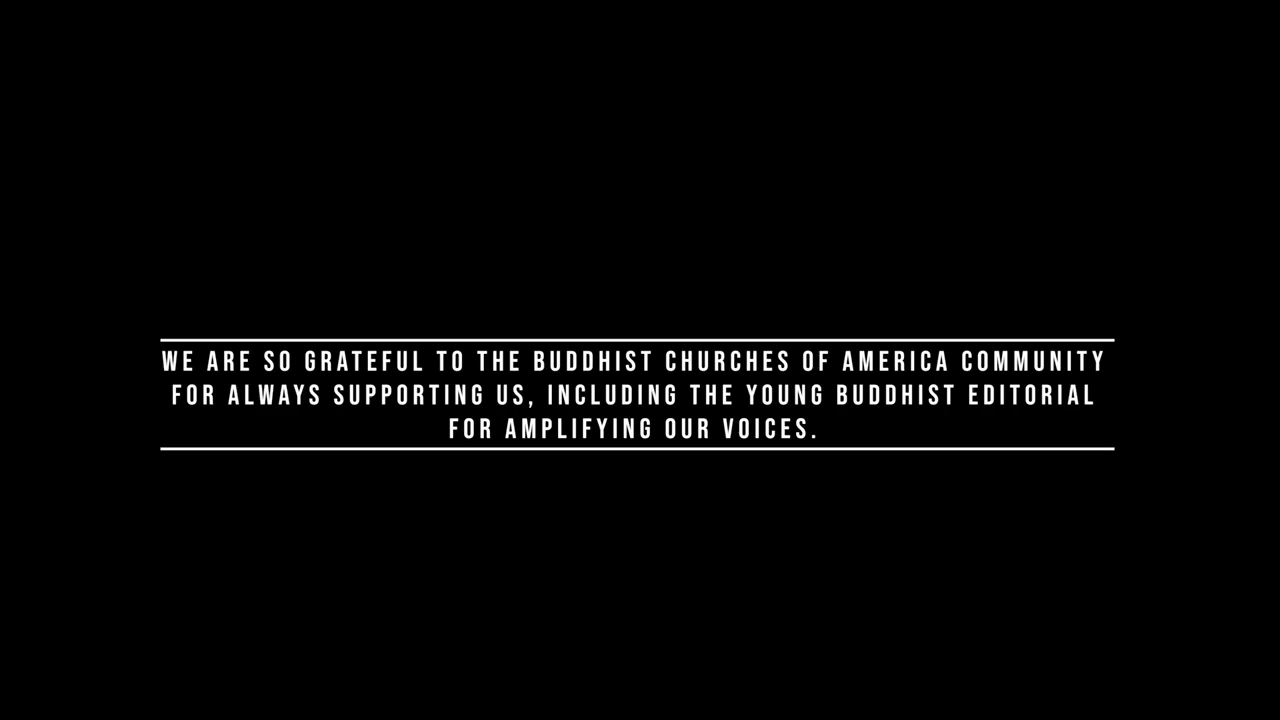 WE ARE SO GRATEFUL TO THE BUDDHIST CHURCHES OF AMERICA COMMUNITY
FOR ALWAYS SUPPORTING US, INCLUDING THE YOUNG BUDDHIST EDITORIAL
FOR AMPLIFYING OUR VOICES.